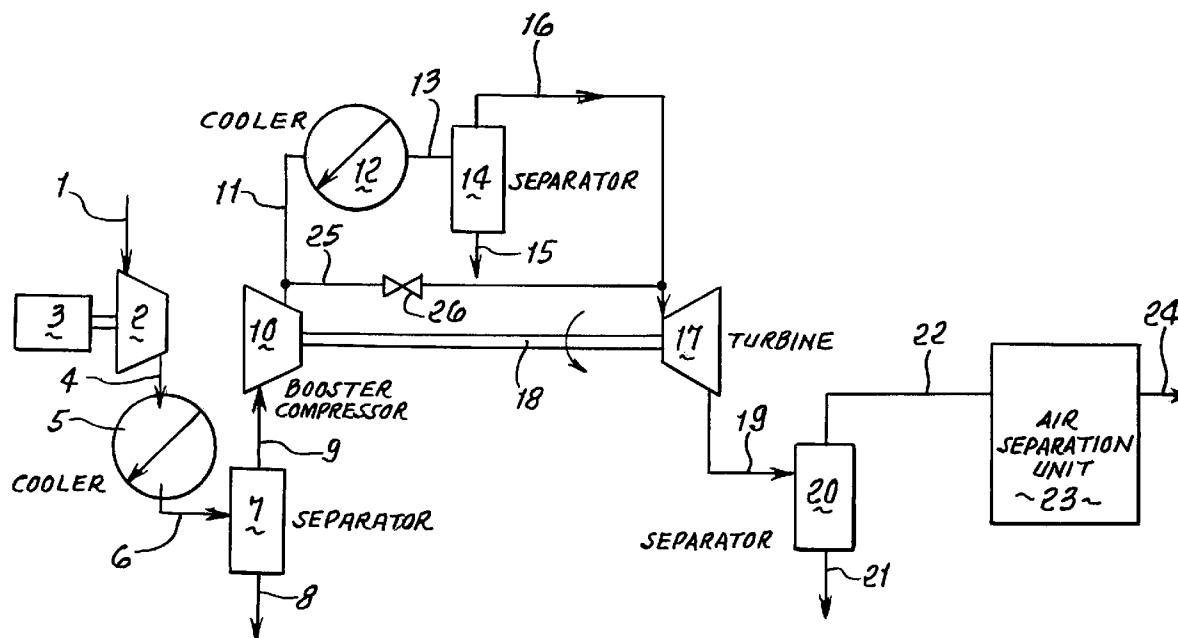 16
13
COOLER
12
14
SEPARATOR
1
11
15
25
3
2
10
26
17
TURBINE
22
24
4
18
BOOSTER
COMPRESSOR
5
9
19
AIR
SEPARATION
UNIT
~23~
COOLER
7
SEPARATOR
20
6
SEPARATOR
8
21